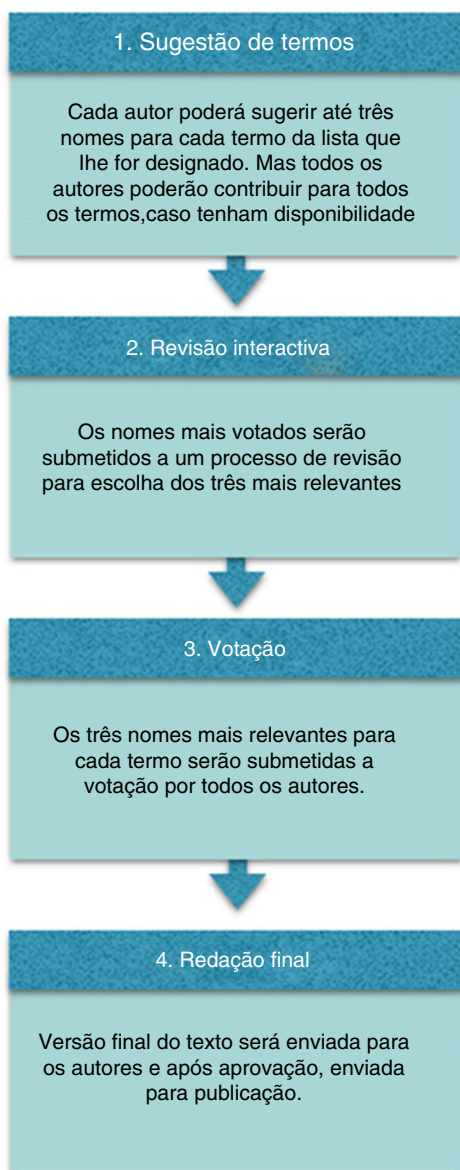 1. Sugestão de termos
Cada autor poderá sugerir até três
nomes para cada termo da lista que
lhe for designado. Mas todos os
autores poderão contribuir para todos
os termos,caso tenham disponibilidade
2. Revisão interactiva
Os nomes mais votados serão
submetidos a um processo de revisão
para escolha dos três mais relevantes
3. Votação
Os três nomes mais relevantes para
cada termo serão submetidas a
votação por todos os autores.
4. Redação final
Versão final do texto será enviada para
os autores e após aprovação, enviada
para publicação.